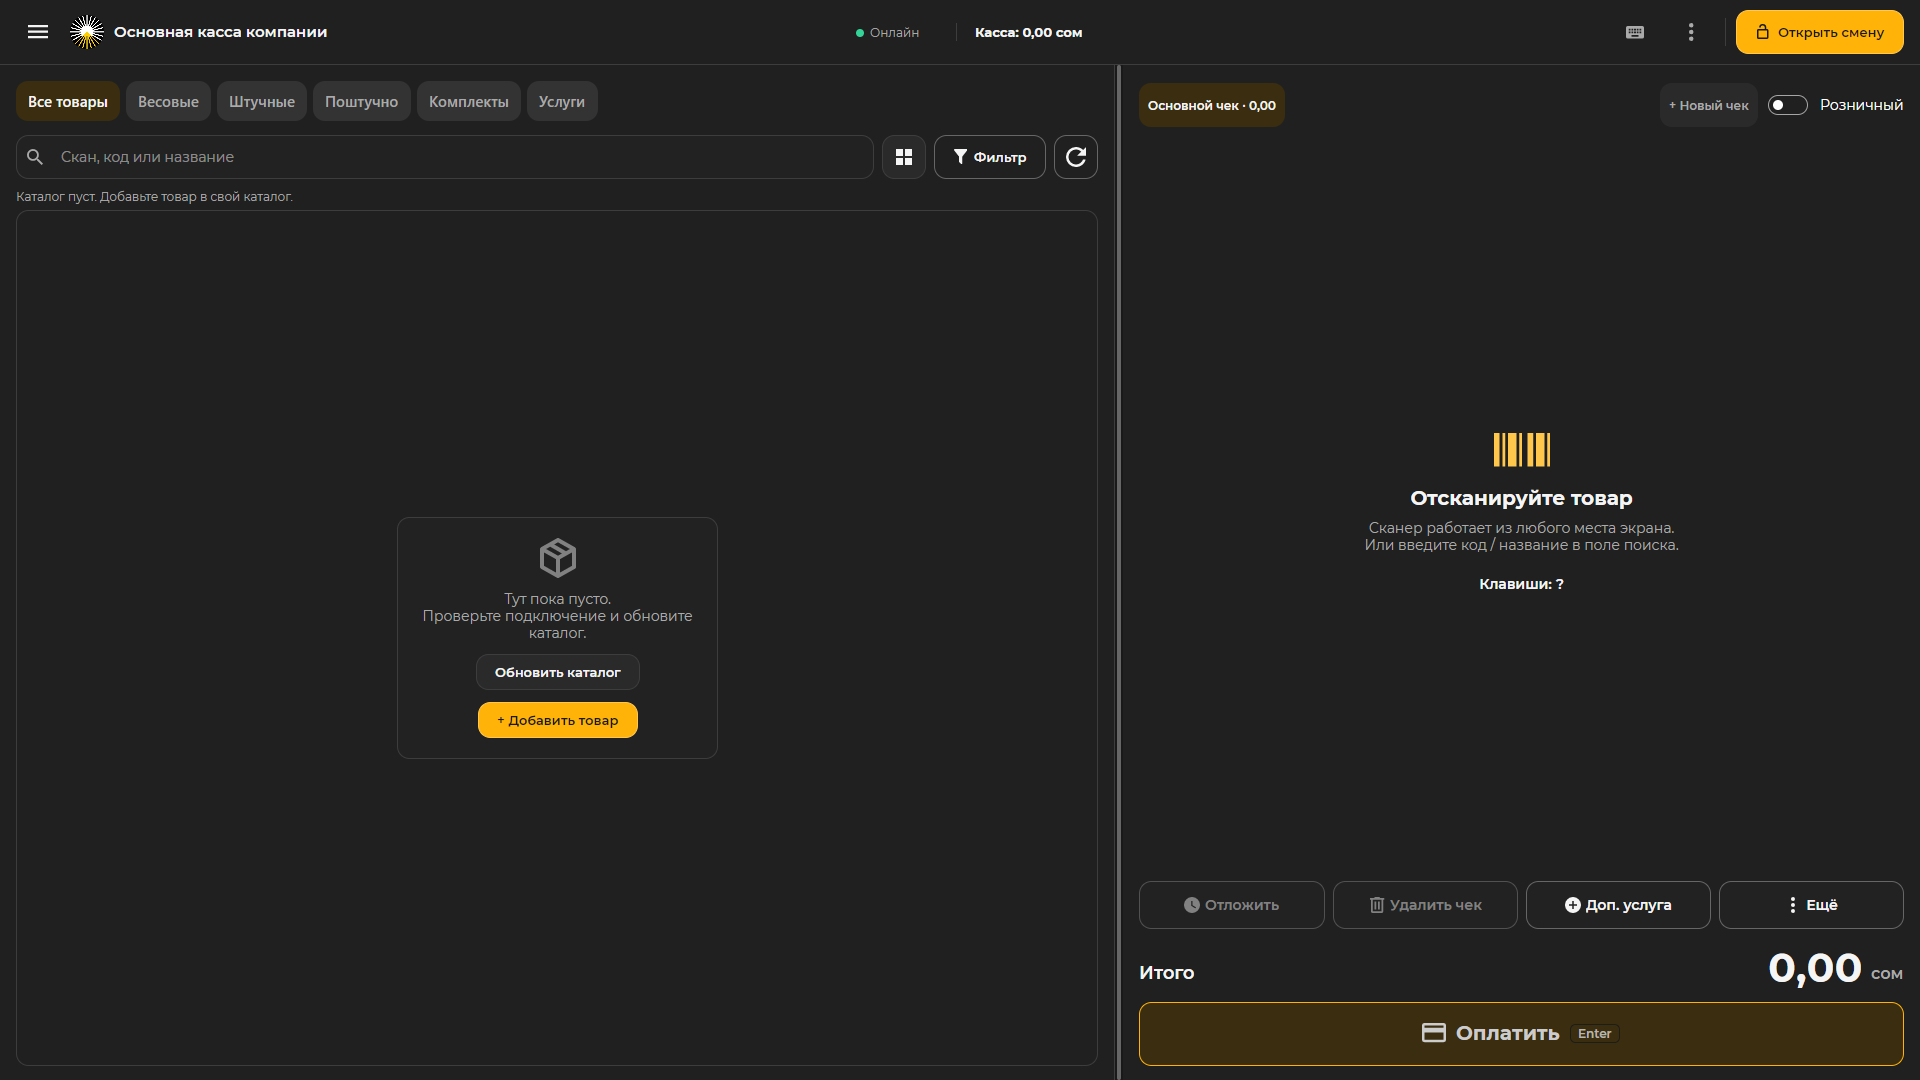 Основная касса компании
Онлайн
Касса: 0,00 сом
Открыть смену
Все товары
Весовые
Штучные
Поштучно
Комплекты
Услуги
Скан, код или название
Фильтр
Каталог пуст. Добавьте товар в свой каталог.
Тут пока пусто.
Проверьте подключение и обновите
каталог.
Обновить каталог
+ Добавить товар
Основной чек · 0,00
+ Новый чек
Розничный
Отсканируйте товар
Сканер работает из любого места экрана.
Или введите код / название в поле поиска.
Клавиши: ?
Отложить
Удалить чек
Доп. услуга
Ещё
Итого
0,00 сом
Оплатить Enter